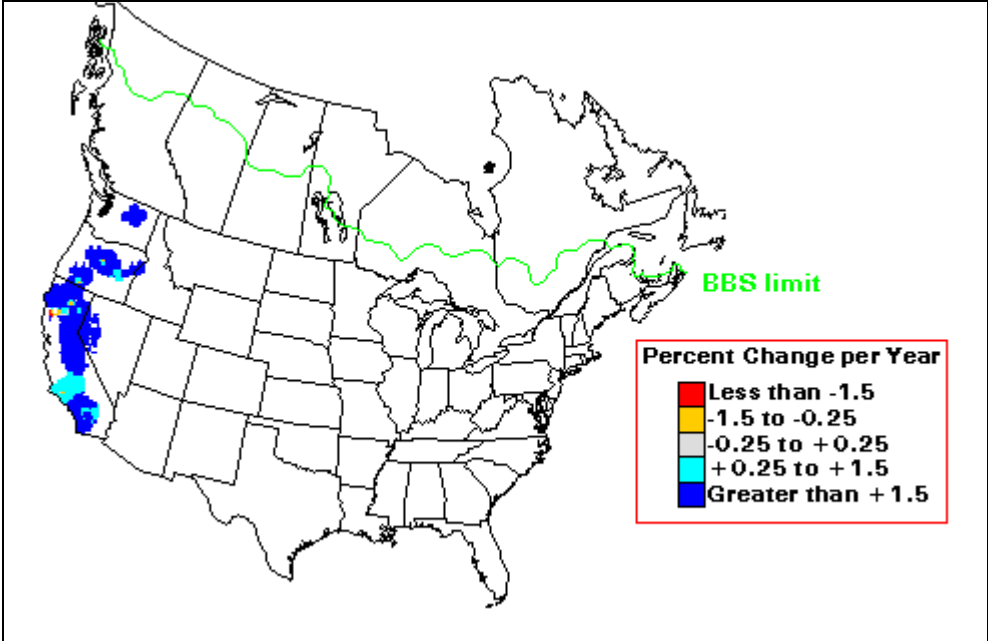 BBS limit
Percent Change per Year
Less than -1.5
-1.5 to -0.25
-0.25 to +0.25
+0.25 to +1.5
Greater than +1.5